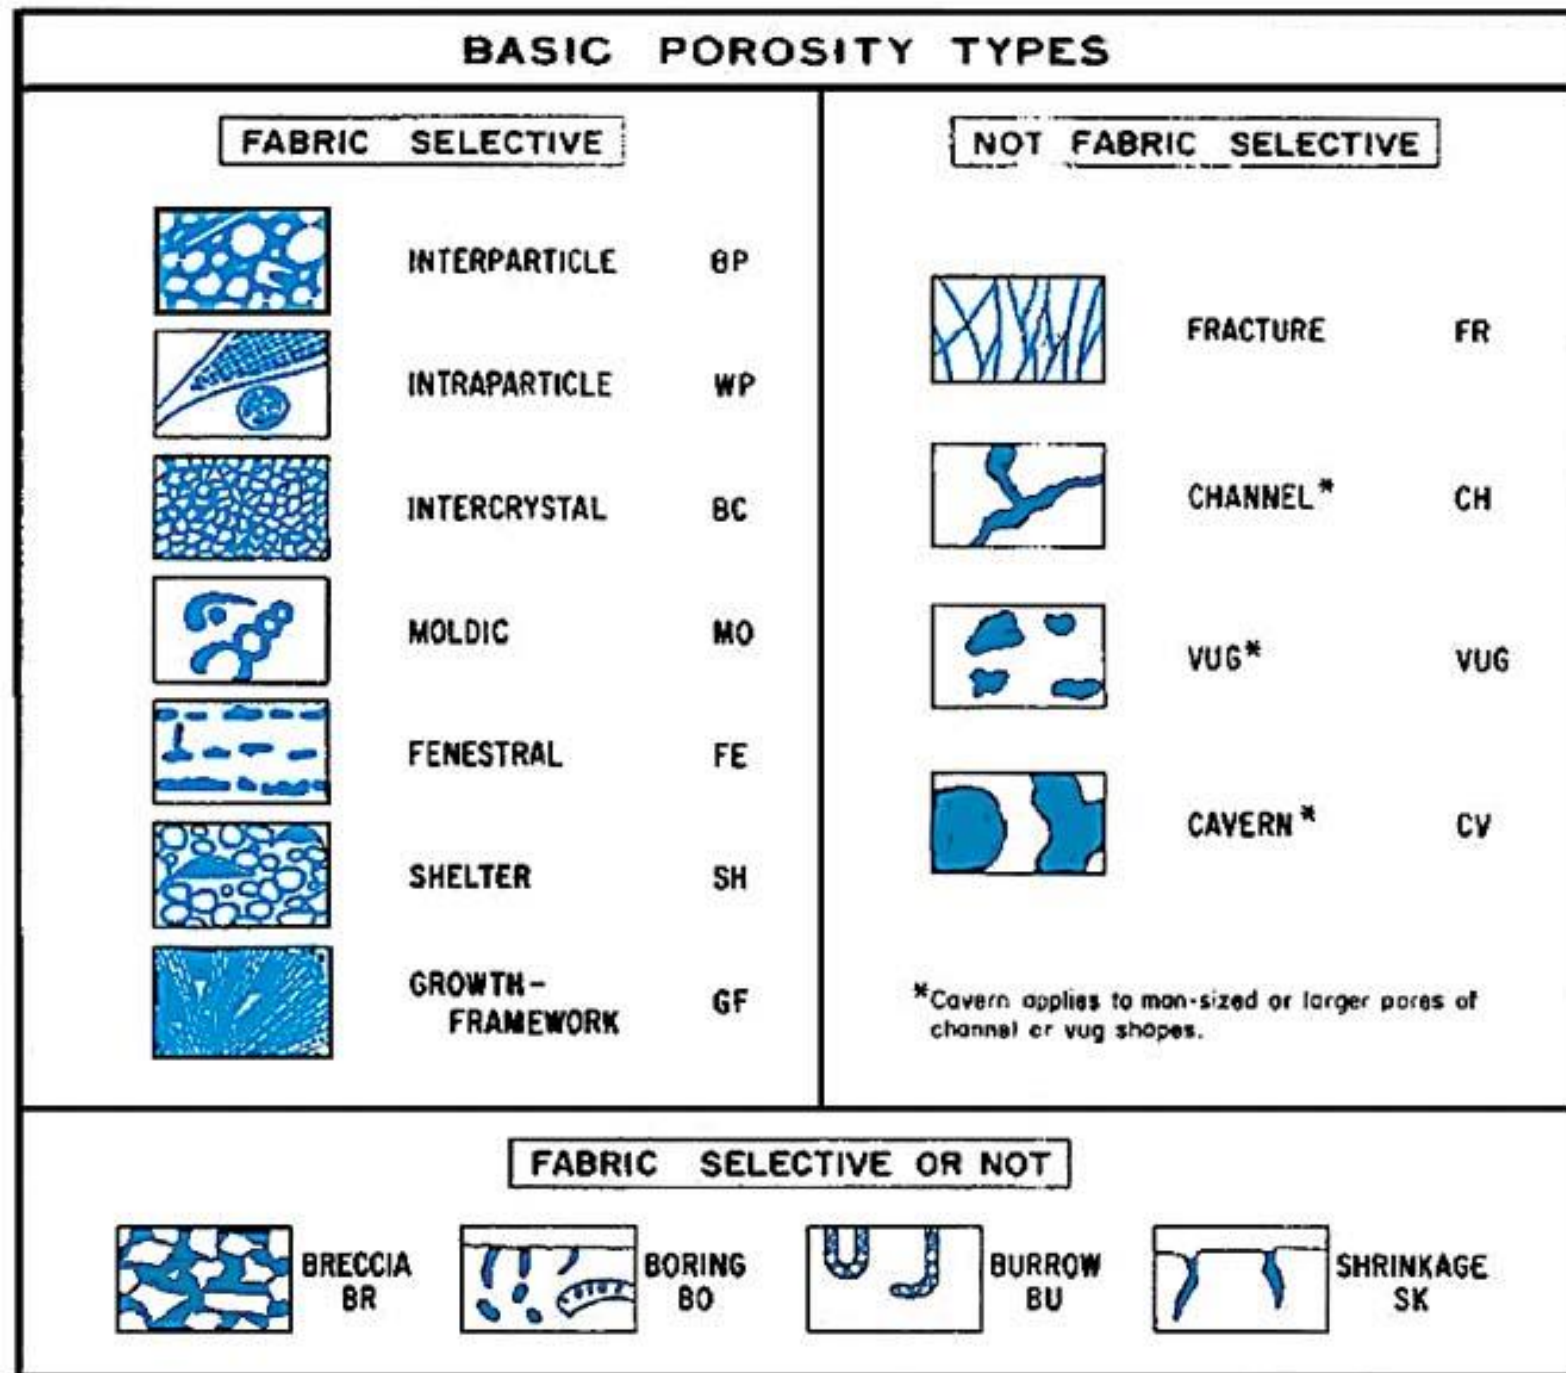 BASIC POROSITY TYPES
FABRIC SELECTIVE
INTERPARTICLE BP
INTRAPARTICLE WP
INTERCRYSTAL BC
MOLDIC MO
FENESTRAL FE
SHELTER SH
GROWTH-
FRAMEWORK GF
NOT FABRIC SELECTIVE
FRACTURE FR
CHANNEL* CH
VUG* VUG
CAVERN* CV
*Cavern applies to man-sized or larger pores of
channel or vug shapes.
FABRIC SELECTIVE OR NOT
BRECCIA
BR
BORING
BO
BURROW
BU
SHRINKAGE
SK